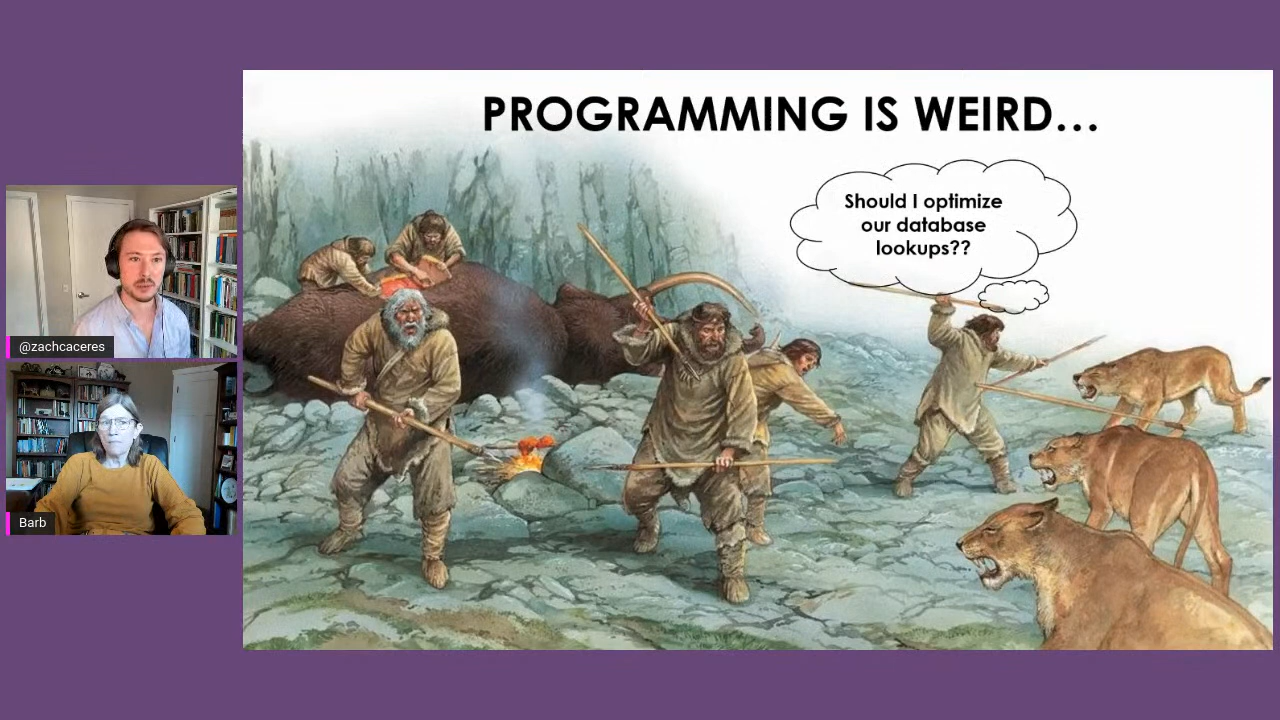 PROGRAMMING IS WEIRD...
Should I optimize
our database
lookups??
@zachcaceres
Barb